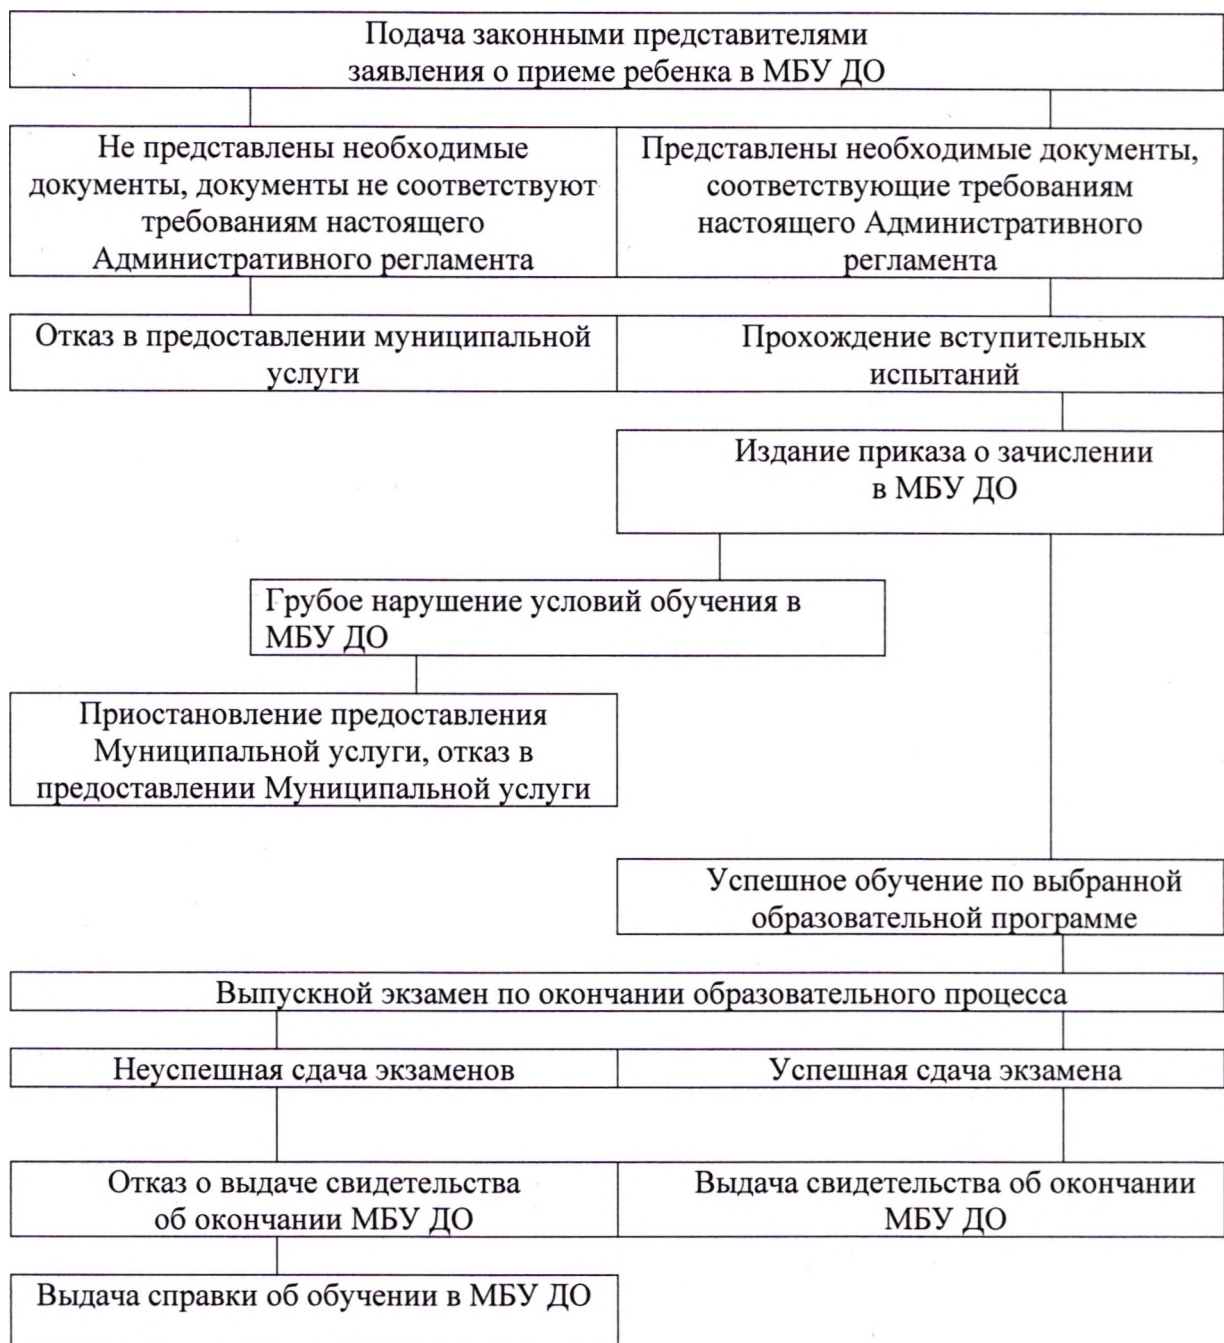 Подача законными представителями
заявления о приеме ребенка в МБУ ДО
Не представлены необходимые
документы, документы не соответствуют
требованиям настоящего
Административного регламента
Представлены необходимые документы,
соответствующие требованиям
настоящего Административного
регламента
Отказ в предоставлении муниципальной
услуги
Прохождение вступительных
испытаний
Издание приказа о зачислении
в МБУ ДО
Грубое нарушение условий обучения в
МБУ ДО
Приостановление предоставления
Муниципальной услуги, отказ в
предоставлении Муниципальной услуги
Успешное обучение по выбранной
образовательной программе
Выпускной экзамен по окончании образовательного процесса
Неуспешная сдача экзаменов
Успешная сдача экзамена
Отказ о выдаче свидетельства
об окончании МБУ ДО
Выдача свидетельства об окончании
МБУ ДО
Выдача справки об обучении в МБУ ДО